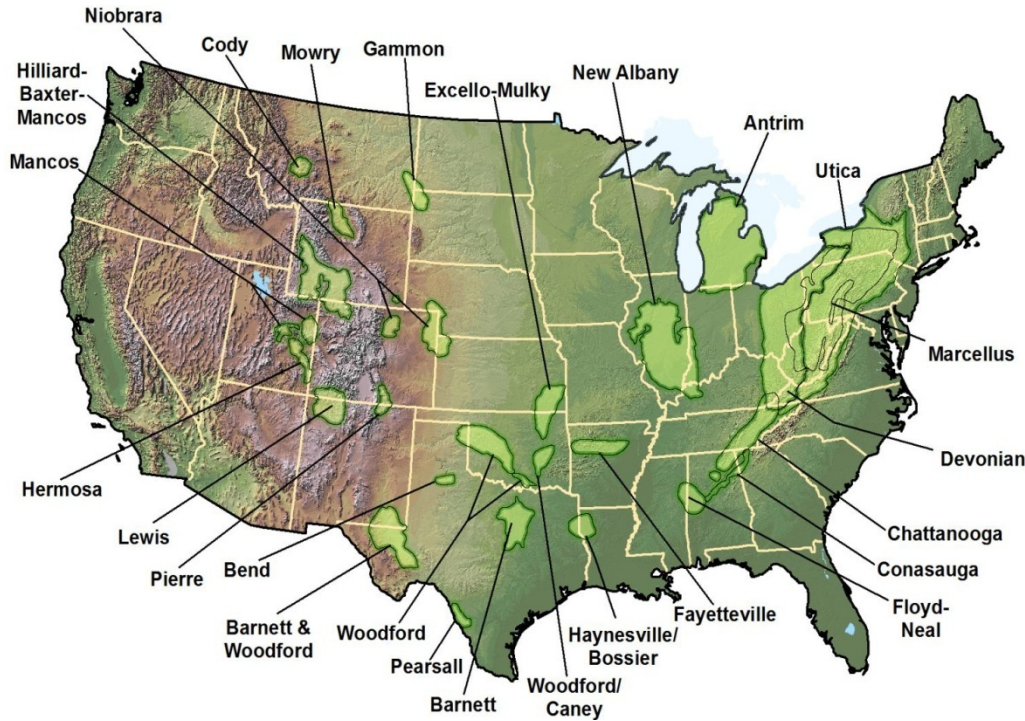 Niobrara
Cody
Mowry
Gammon
Hilliard-
Baxter-
Mancos
Excello-Mulky
New Albany
Antrim
Mancos
Utica
Marcellus
Devonian
Hermosa
Lewis
Chattanooga
Pierre
Bend
Conasauga
Fayetteville
Floyd-
Neal
Barnett &
Woodford
Woodford
Haynesville/
Bossier
Pearsall
Barnett
Woodford/
Caney